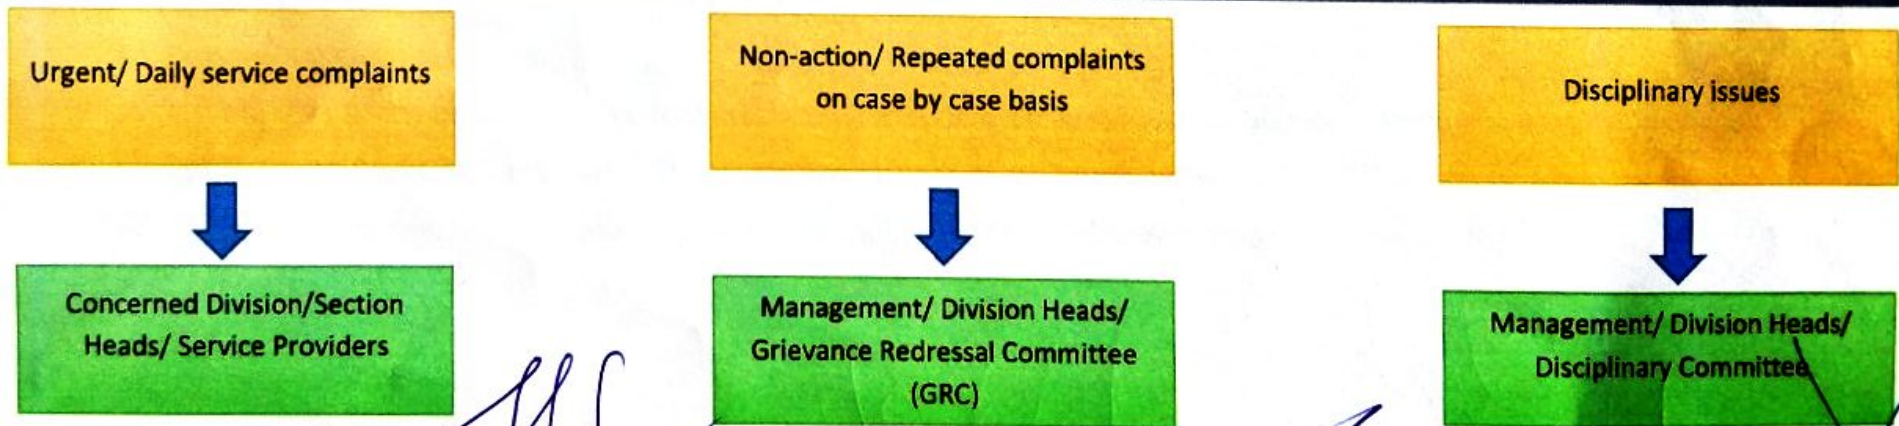 Urgent/ Daily service complaints
Non-action/ Repeated complaints
on case by case basis
Disciplinary issues
Concerned Division/Section
Heads/ Service Providers
Management/ Division Heads/
Grievance Redressal Committee
(GRC)
Management/ Division Heads/
Disciplinary Committee